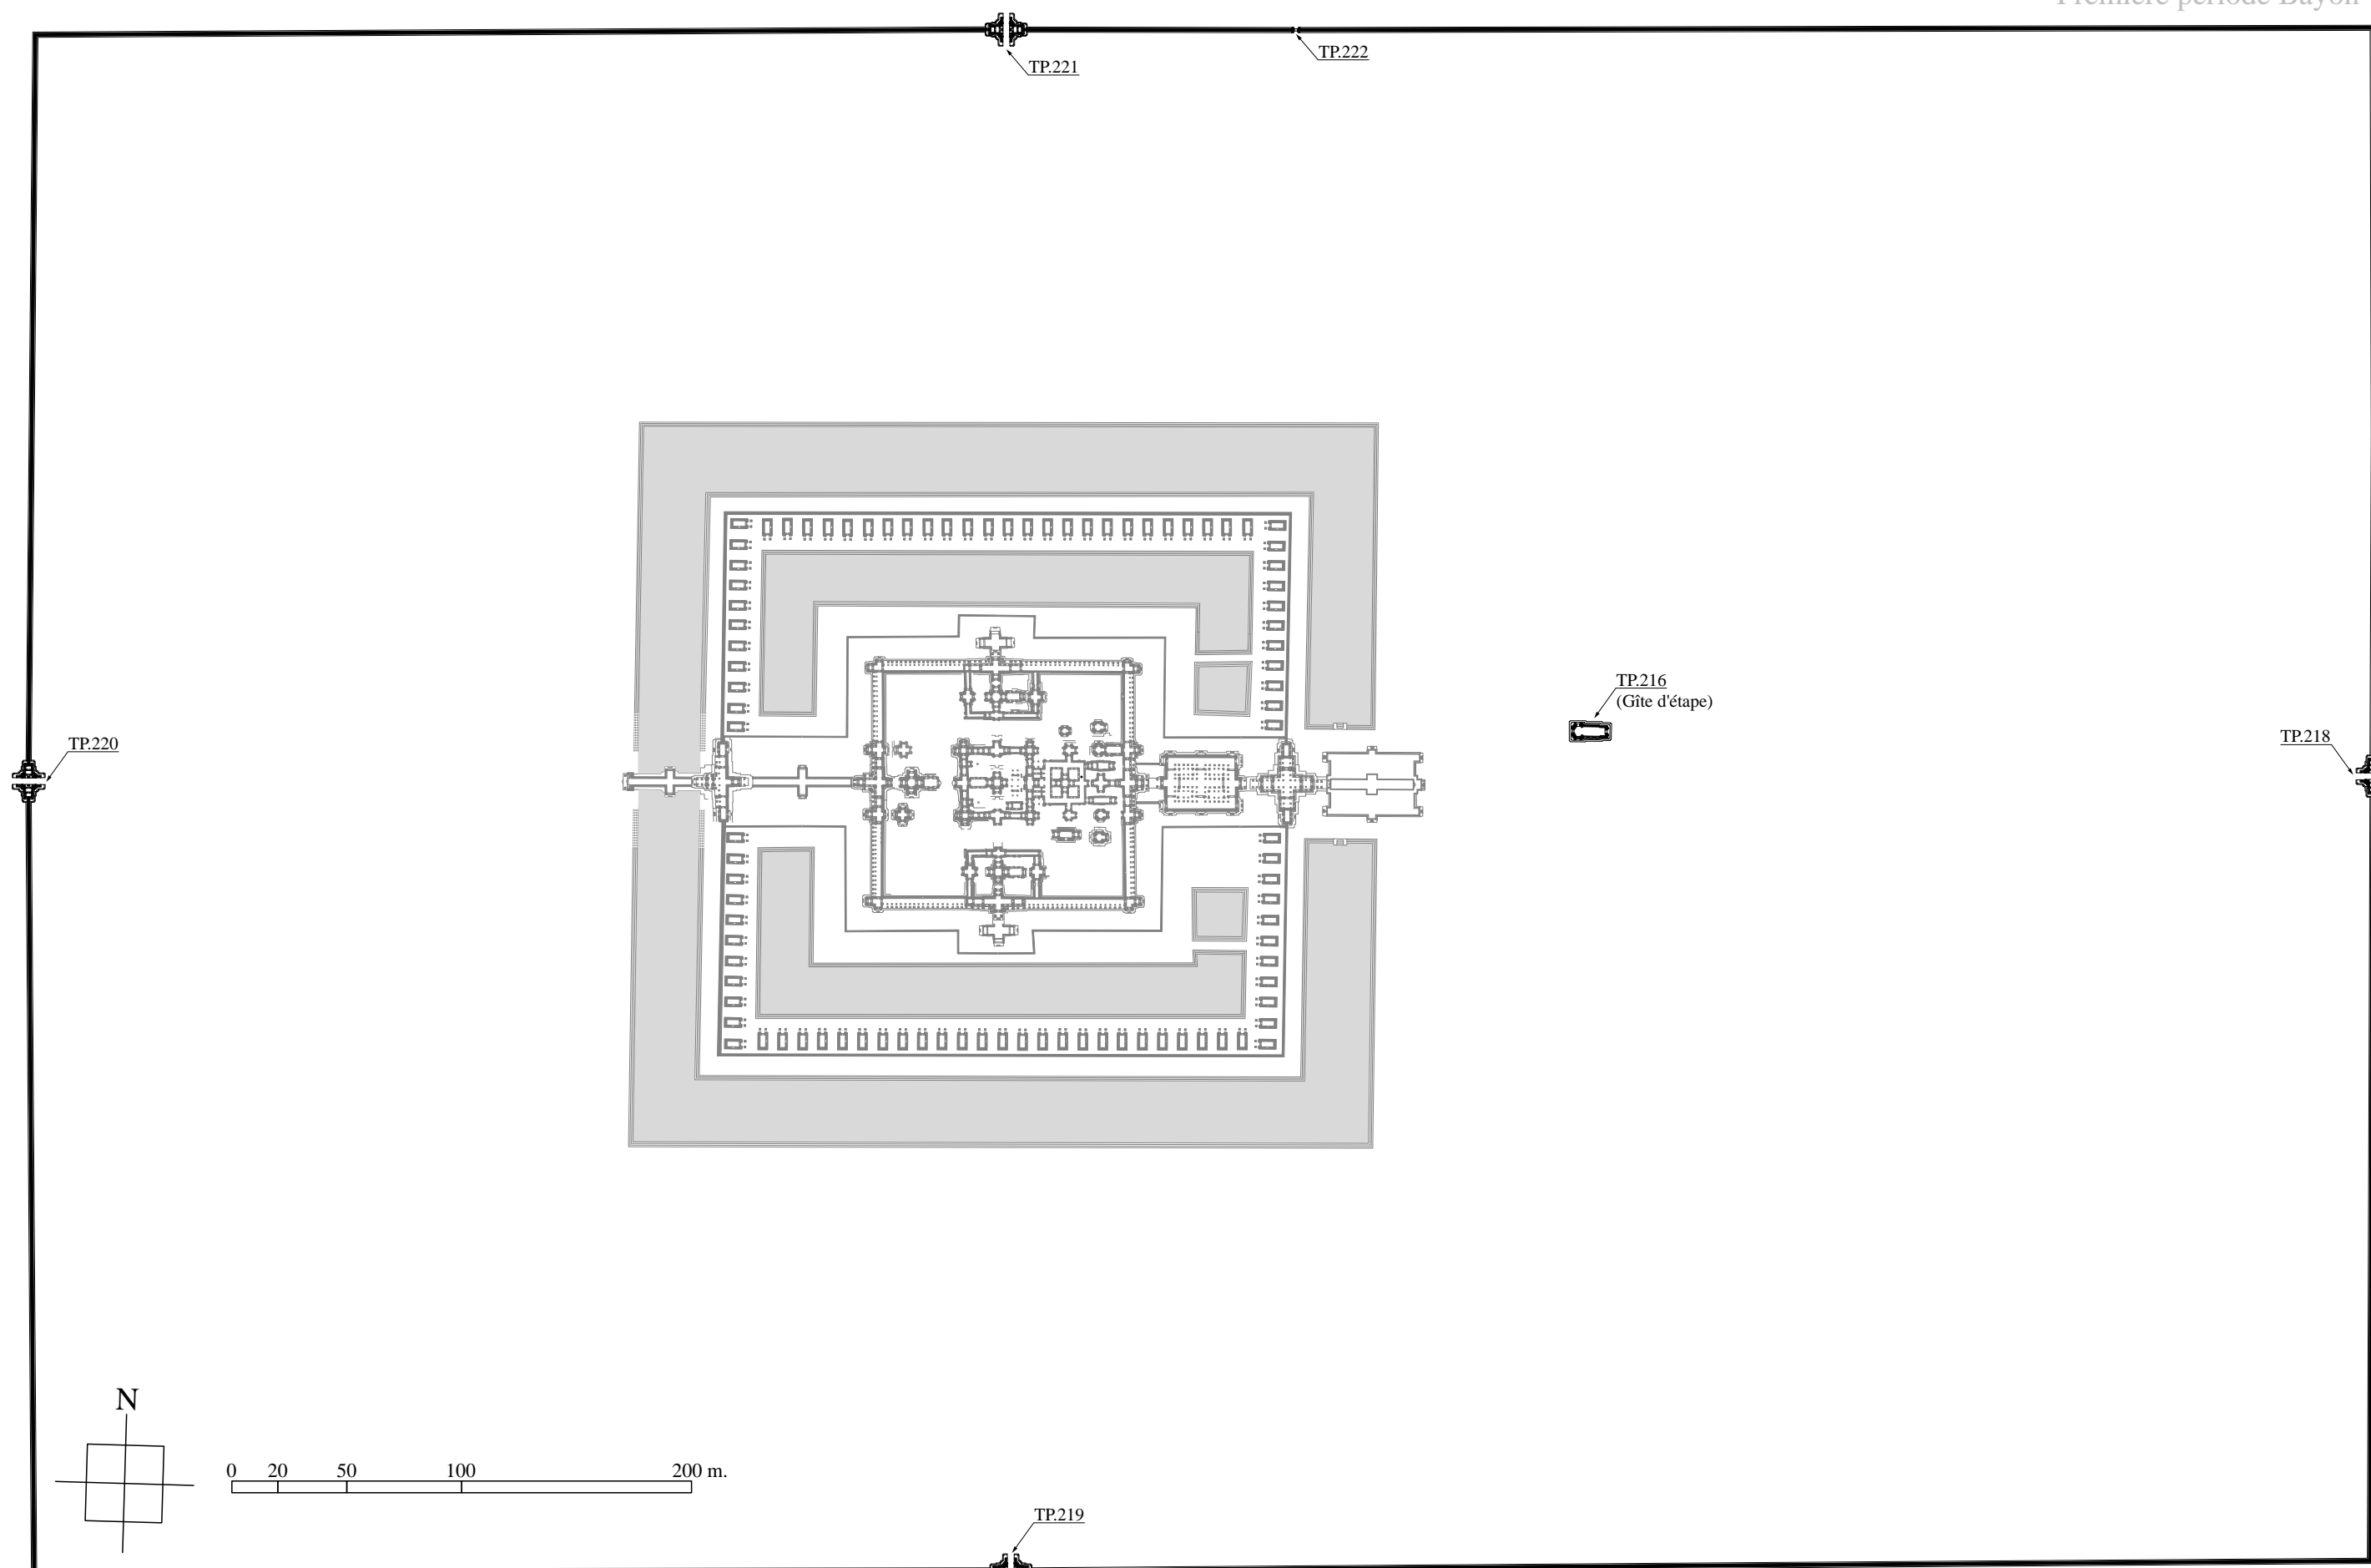 Première période Bayon
TP.221
TP.222
TP.216
(Gîte d'étape)
TP.218
TP.220
N
0 20 50 100 200 m.
TP.219